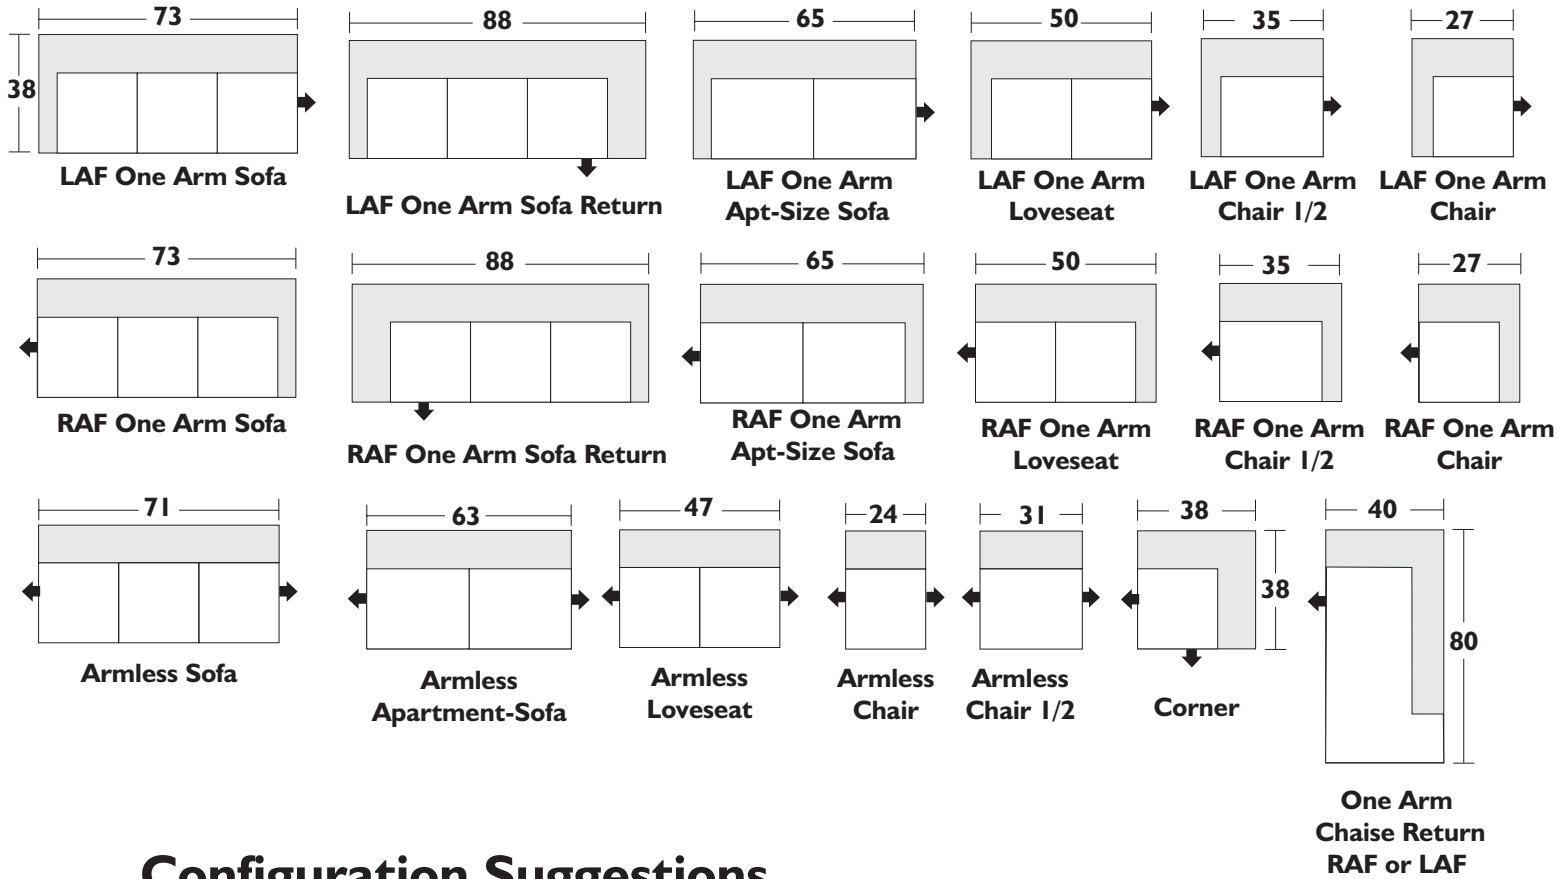 73
88
65
50
35
27
38
LAF One Arm Sofa
LAF One Arm Sofa Return
LAF One Arm
Apt-Size Sofa
LAF One Arm
Loveseat
LAF One Arm
Chair 1/2
LAF One Arm
Chair
73
88
65
50
35
27
RAF One Arm Sofa
RAF One Arm Sofa Return
RAF One Arm
Apt-Size Sofa
RAF One Arm
Loveseat
RAF One Arm
Chair 1/2
RAF One Arm
Chair
71
63
47
24
31
38
40
38
80
Armless Sofa
Armless
Apartment-Sofa
Armless
Loveseat
Armless
Chair
Armless
Chair 1/2
Corner
One Arm
Chaise Return
RAF or LAF
Configuration Suggestions